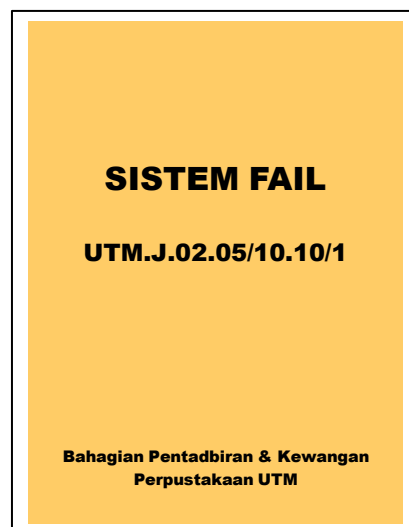 SISTEM FAIL
UTM.J.02.05/10.10/1
Bahagian Pentadbiran & Kewangan
Perpustakaan UTM